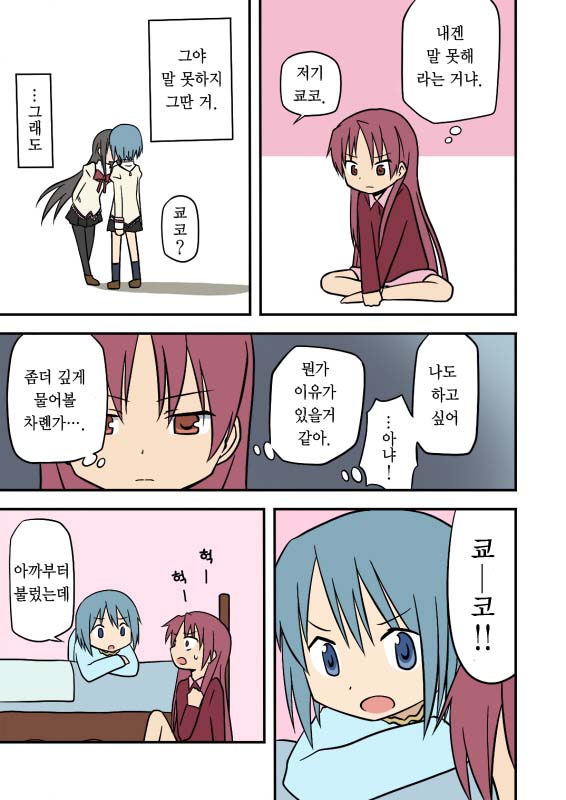 내겐
말 못해
라는 거냐.
저기
쿄코.
그야
말 못하지
그딴 거.
쿄코?
…그래도
나도
하고
싶어
…아냐!
뭔가
이유가
있을거
같아.
좀더 깊게
물어볼
차롄가….
쿄―코!!
헉―
헉―
아까부터
불렀는데